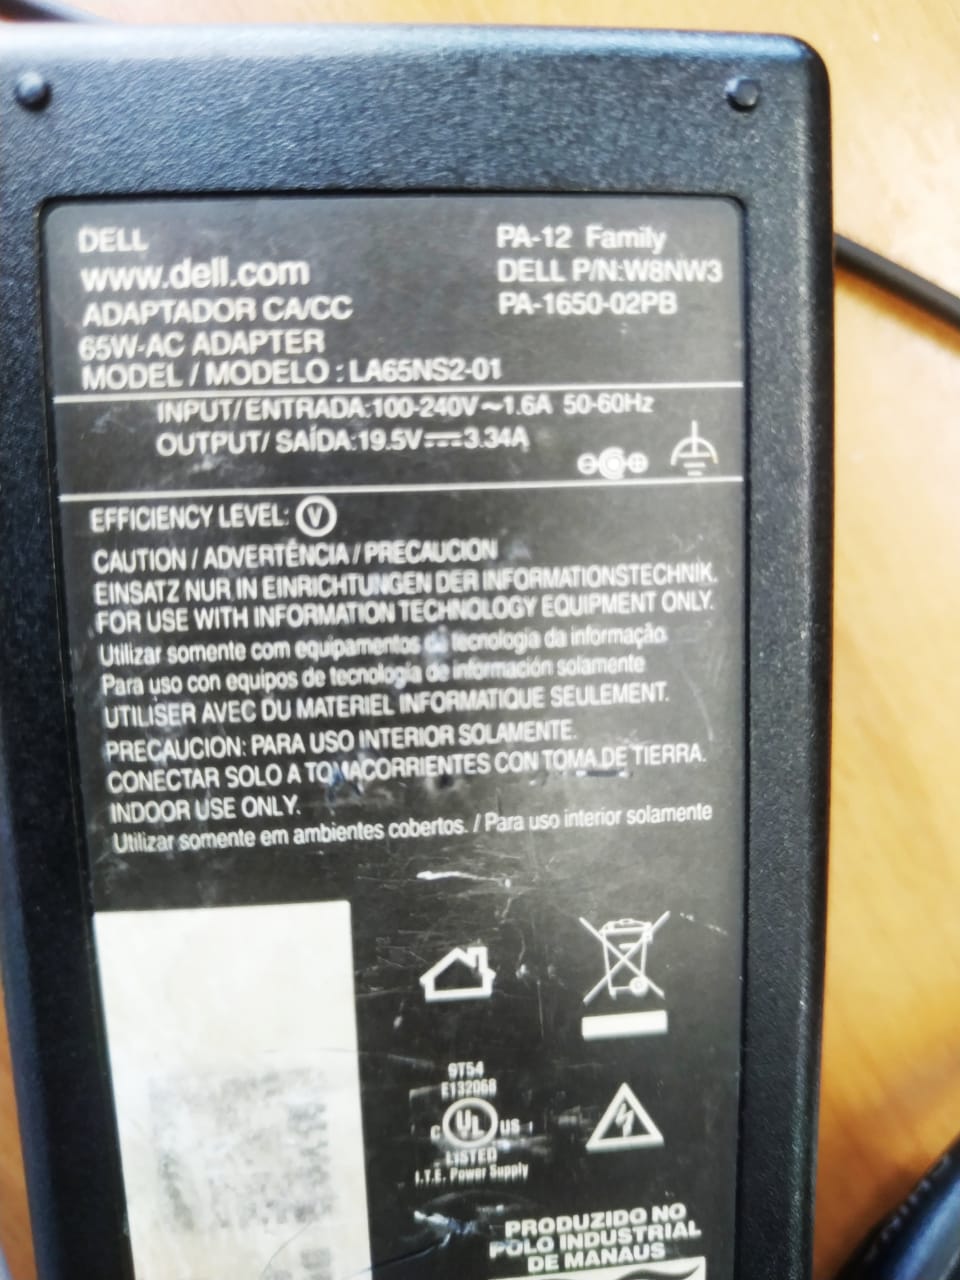 DELL
www.dell.com
ADAPTADOR CA/CC
65W-AC ADAPTER
MODEL / MODELO : LA65NS2-01
PA-12 Family
DELL P/N:W8NW3
PA-1650-02PB
INPUT/ENTRADA:100-240V~1.6A 50-60Hz
OUTPUT/ SAÍDA:19.5V⎓3.34A
EFFICIENCY LEVEL: V
CAUTION / ADVERTÊNCIA / PRECAUCION
EINSATZ NUR IN EINRICHTUNGEN DER INFORMATIONSTECHNIK.
FOR USE WITH INFORMATION TECHNOLOGY EQUIPMENT ONLY.
Utilizar somente com equipamentos de tecnologia da informação
Para uso con equipos de tecnologia de información solamente
UTILISER AVEC DU MATERIEL INFORMATIQUE SEULEMENT.
PRECAUCION: PARA USO INTERIOR SOLAMENTE.
CONECTAR SOLO A TOMACORRIENTES CON TOMA DE TIERRA.
INDOOR USE ONLY.
Utilizar somente em ambientes cobertos. / Para uso interior solamente
9T54
E132068
C UL US
LISTED
I.T.E. Power Supply
PRODUZIDO NO
POLO INDUSTRIAL
DE MANAUS